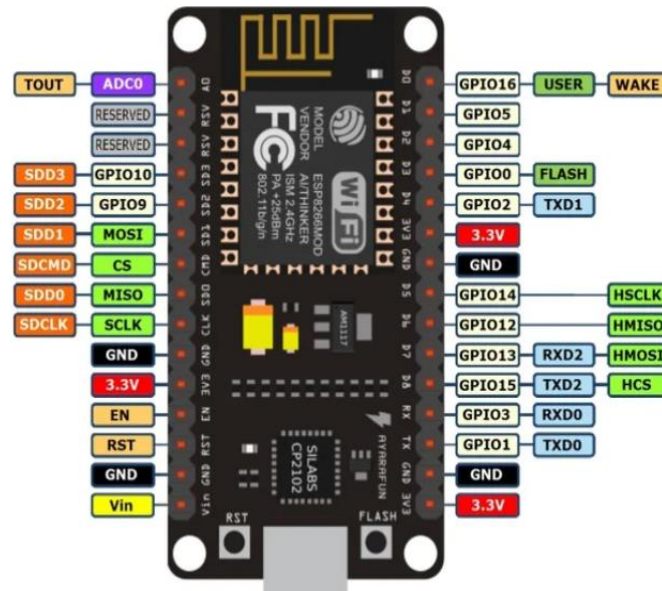 TOUT ADC0 A0 D0 GPIO16 USER WAKE
RESERVED RSV D1 GPIO5
RESERVED RSV D2 GPIO4
SDD3 GPIO10 SD3 D3 GPIO0 FLASH
SDD2 GPIO9 SD2 D4 GPIO2 TXD1
SDD1 MOSI SD1 3V3 3.3V
SDCMD CS CMD GND GND
SDD0 MISO SD0 D5 GPIO14 HSCLK
SDCLK SCLK CLK D6 GPIO12 HMISO
GND GND D7 GPIO13 RXD2 HMOSI
3.3V 3V3 D8 GPIO15 TXD2 HCS
EN EN RX GPIO3 RXD0
RST RST TX GPIO1 TXD0
GND GND GND GND
Vin Vin 3V3 3.3V
MODEL ESP8266MOD
VENDOR AI/THINKER
ISM 2.4GHz
PA +25dBm
802.11b/g/n
FC
WiFi
AM1117
AYARAFUN
SILABS
CP2102
RST
FLASH